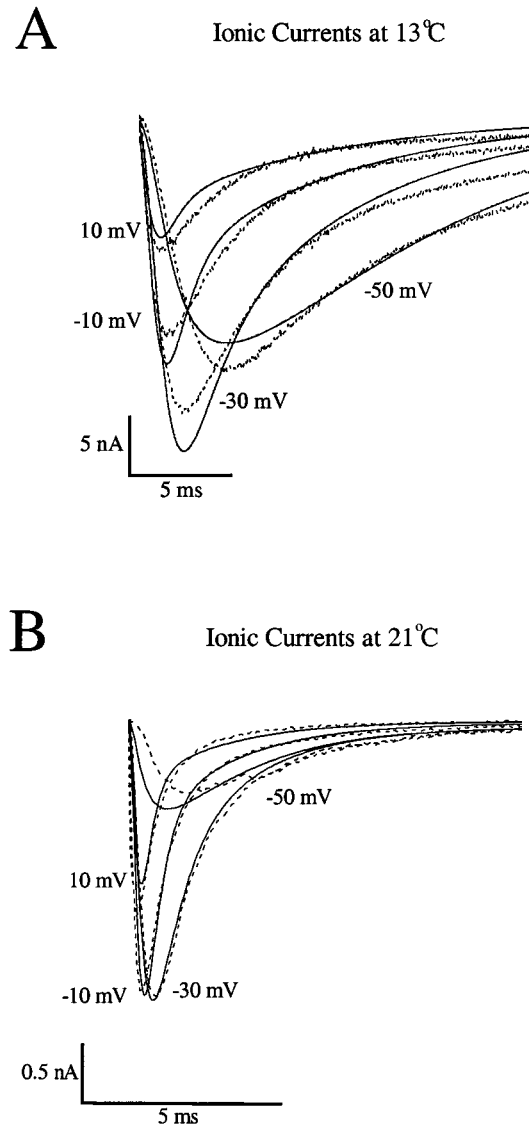 A
Ionic Currents at 13°C
10 mV
-10 mV
-50 mV
-30 mV
5 nA
5 ms
B
Ionic Currents at 21°C
-50 mV
10 mV
-10 mV
-30 mV
0.5 nA
5 ms